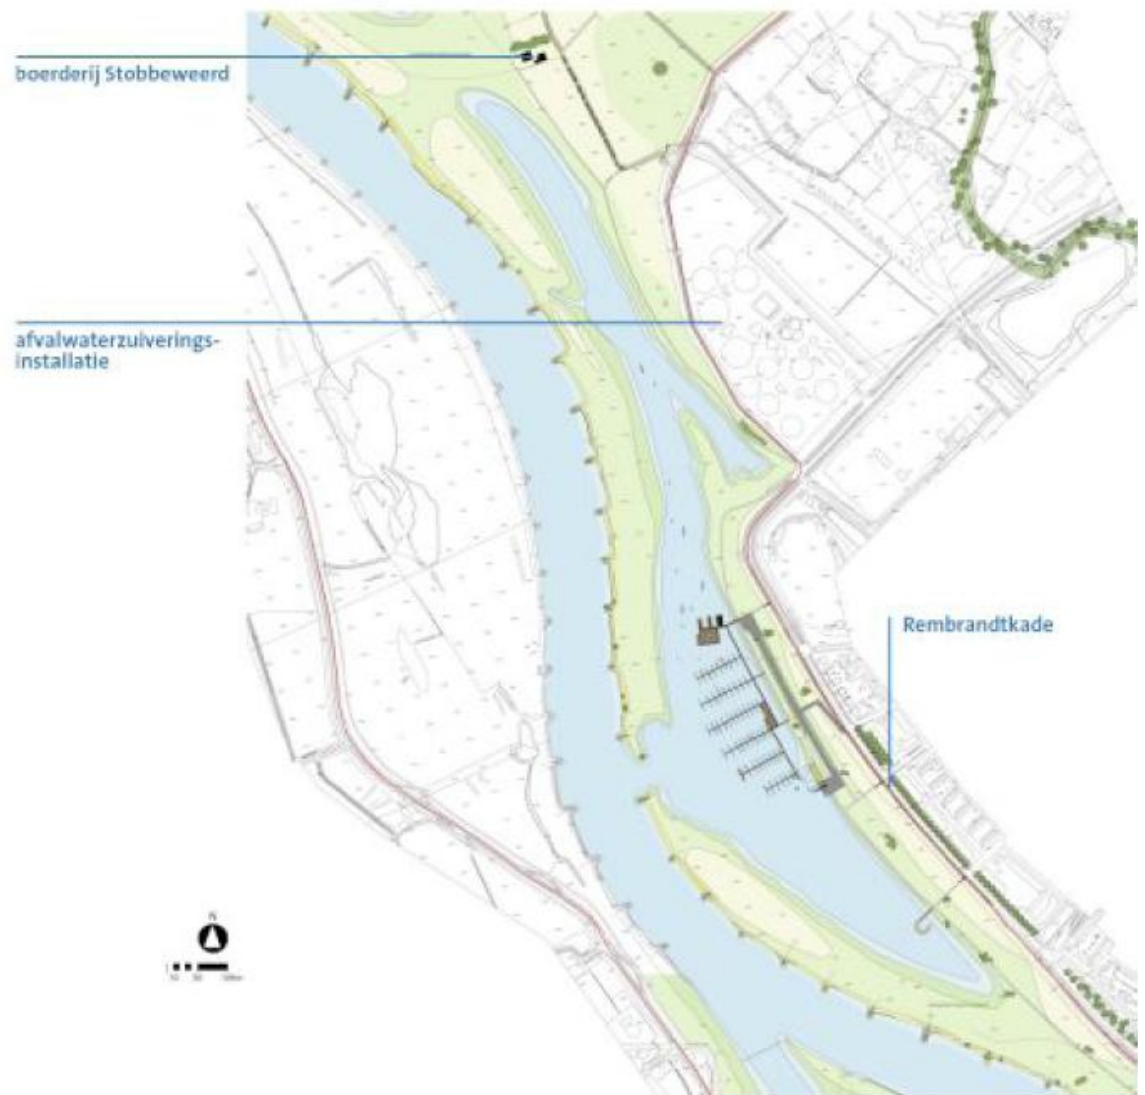 boerderij Stobbeweerd
afvalwaterzuiverings-
installatie
Rembrandtkade
N